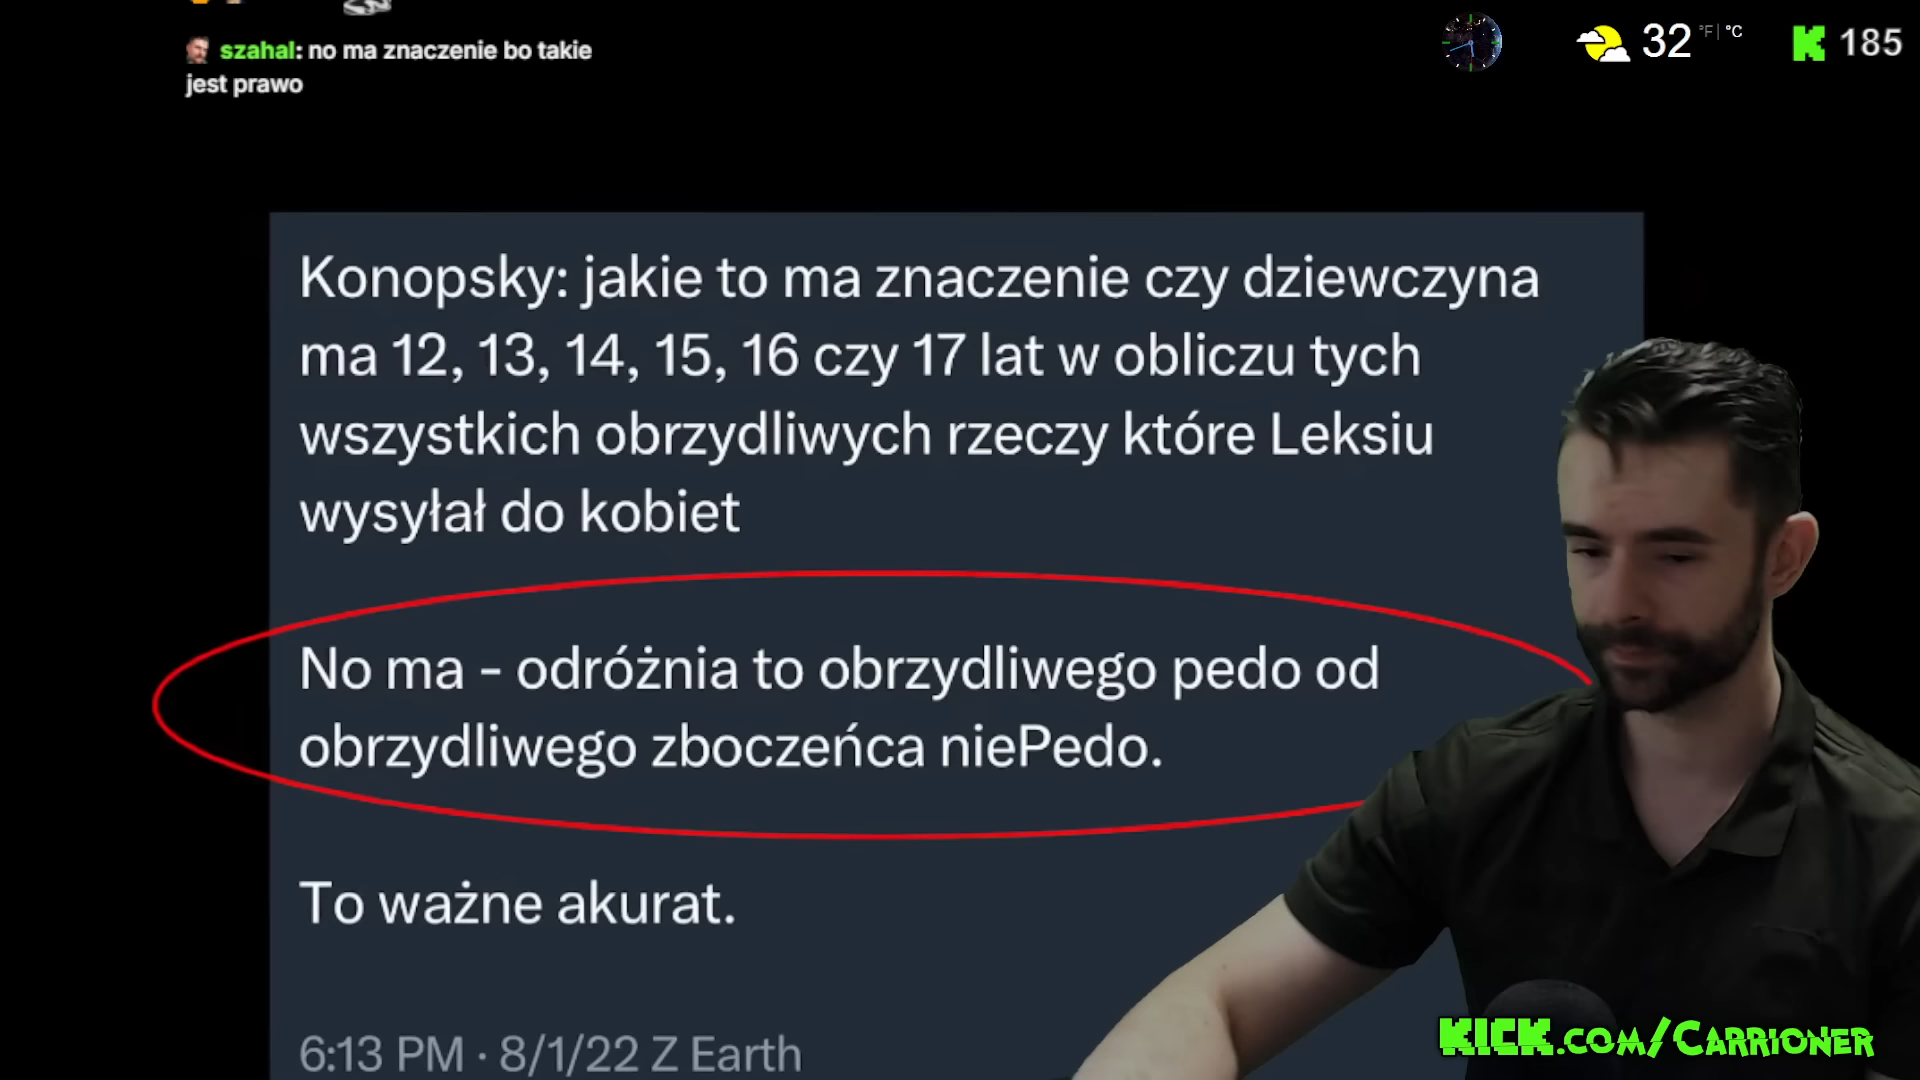 szahal: no ma znaczenie bo takie
jest prawo
32 °F | °C
185
Konopsky: jakie to ma znaczenie czy dziewczyna
ma 12, 13, 14, 15, 16 czy 17 lat w obliczu tych
wszystkich obrzydliwych rzeczy które Leksiu
wysyłał do kobiet
No ma - odróżnia to obrzydliwego pedo od
obrzydliwego zboczeńca niePedo.
To ważne akurat.
6:13 PM · 8/1/22 Z Earth
KICK.com/Carrioner